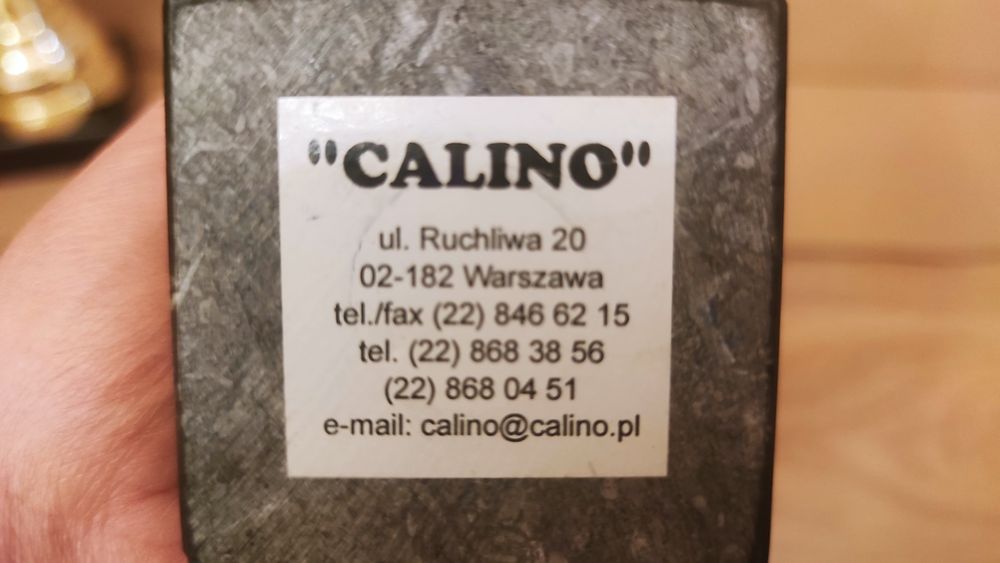 "CALINO"
ul. Ruchliwa 20
02-182 Warszawa
tel./fax (22) 846 62 15
tel. (22) 868 38 56
(22) 868 04 51
e-mail: calino@calino.pl